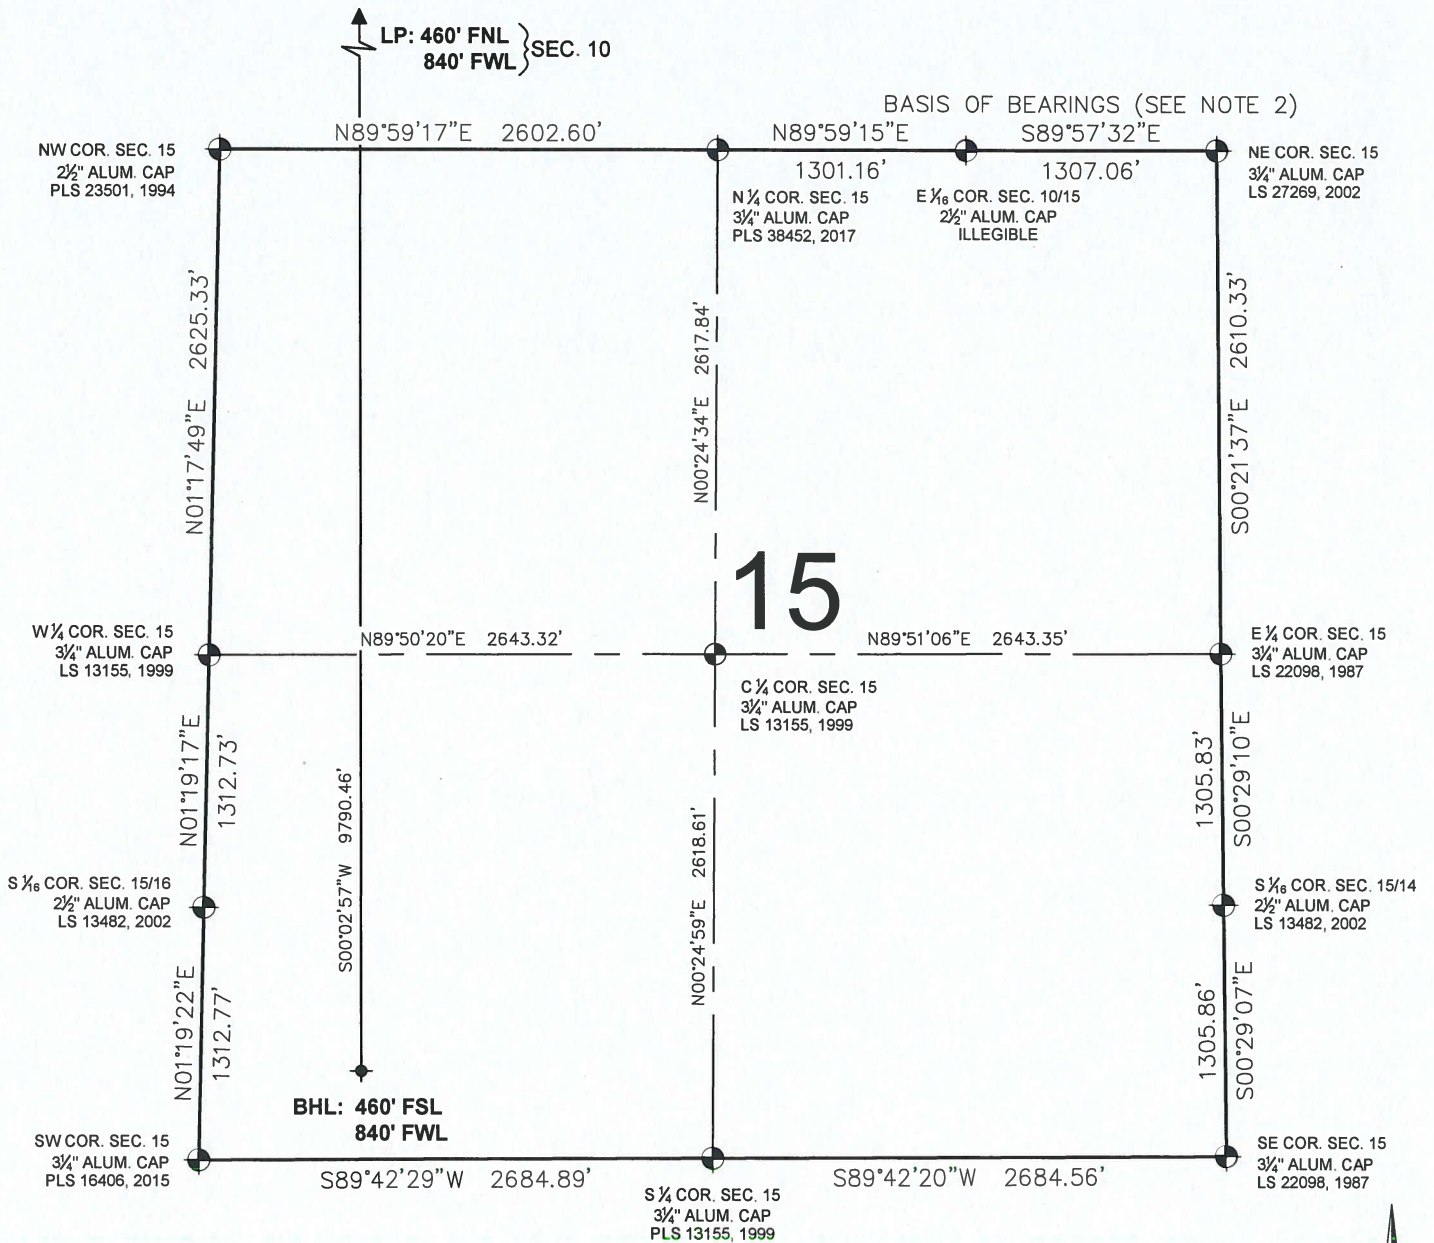 LP: 460' FNL
840' FWL
SEC. 10
BASIS OF BEARINGS (SEE NOTE 2)
N89°59'17"E 2602.60'
N89°59'15"E
1301.16'
S89°57'32"E
1307.06'
NW COR. SEC. 15
2½" ALUM. CAP
PLS 23501, 1994
N ¼ COR. SEC. 15
3¼" ALUM. CAP
PLS 38452, 2017
E ⅟₁₆ COR. SEC. 10/15
2½" ALUM. CAP
ILLEGIBLE
NE COR. SEC. 15
3¼" ALUM. CAP
LS 27269, 2002
N01°17'49"E 2625.33'
N00°24'34"E 2617.84'
S00°21'37"E 2610.33'
15
W ¼ COR. SEC. 15
3¼" ALUM. CAP
LS 13155, 1999
N89°50'20"E 2643.32'
N89°51'06"E 2643.35'
E ¼ COR. SEC. 15
3¼" ALUM. CAP
LS 22098, 1987
C ¼ COR. SEC. 15
3¼" ALUM. CAP
LS 13155, 1999
N01°19'17"E
1312.73'
S00°02'57"W 9790.46'
N00°24'59"E 2618.61'
1305.83'
S00°29'10"E
S ⅟₁₆ COR. SEC. 15/16
2½" ALUM. CAP
LS 13482, 2002
S ⅟₁₆ COR. SEC. 15/14
2½" ALUM. CAP
LS 13482, 2002
N01°19'22"E
1312.77'
1305.86'
S00°29'07"E
BHL: 460' FSL
840' FWL
SW COR. SEC. 15
3¼" ALUM. CAP
PLS 16406, 2015
S89°42'29"W 2684.89'
S ¼ COR. SEC. 15
3¼" ALUM. CAP
PLS 13155, 1999
S89°42'20"W 2684.56'
SE COR. SEC. 15
3¼" ALUM. CAP
LS 22098, 1987